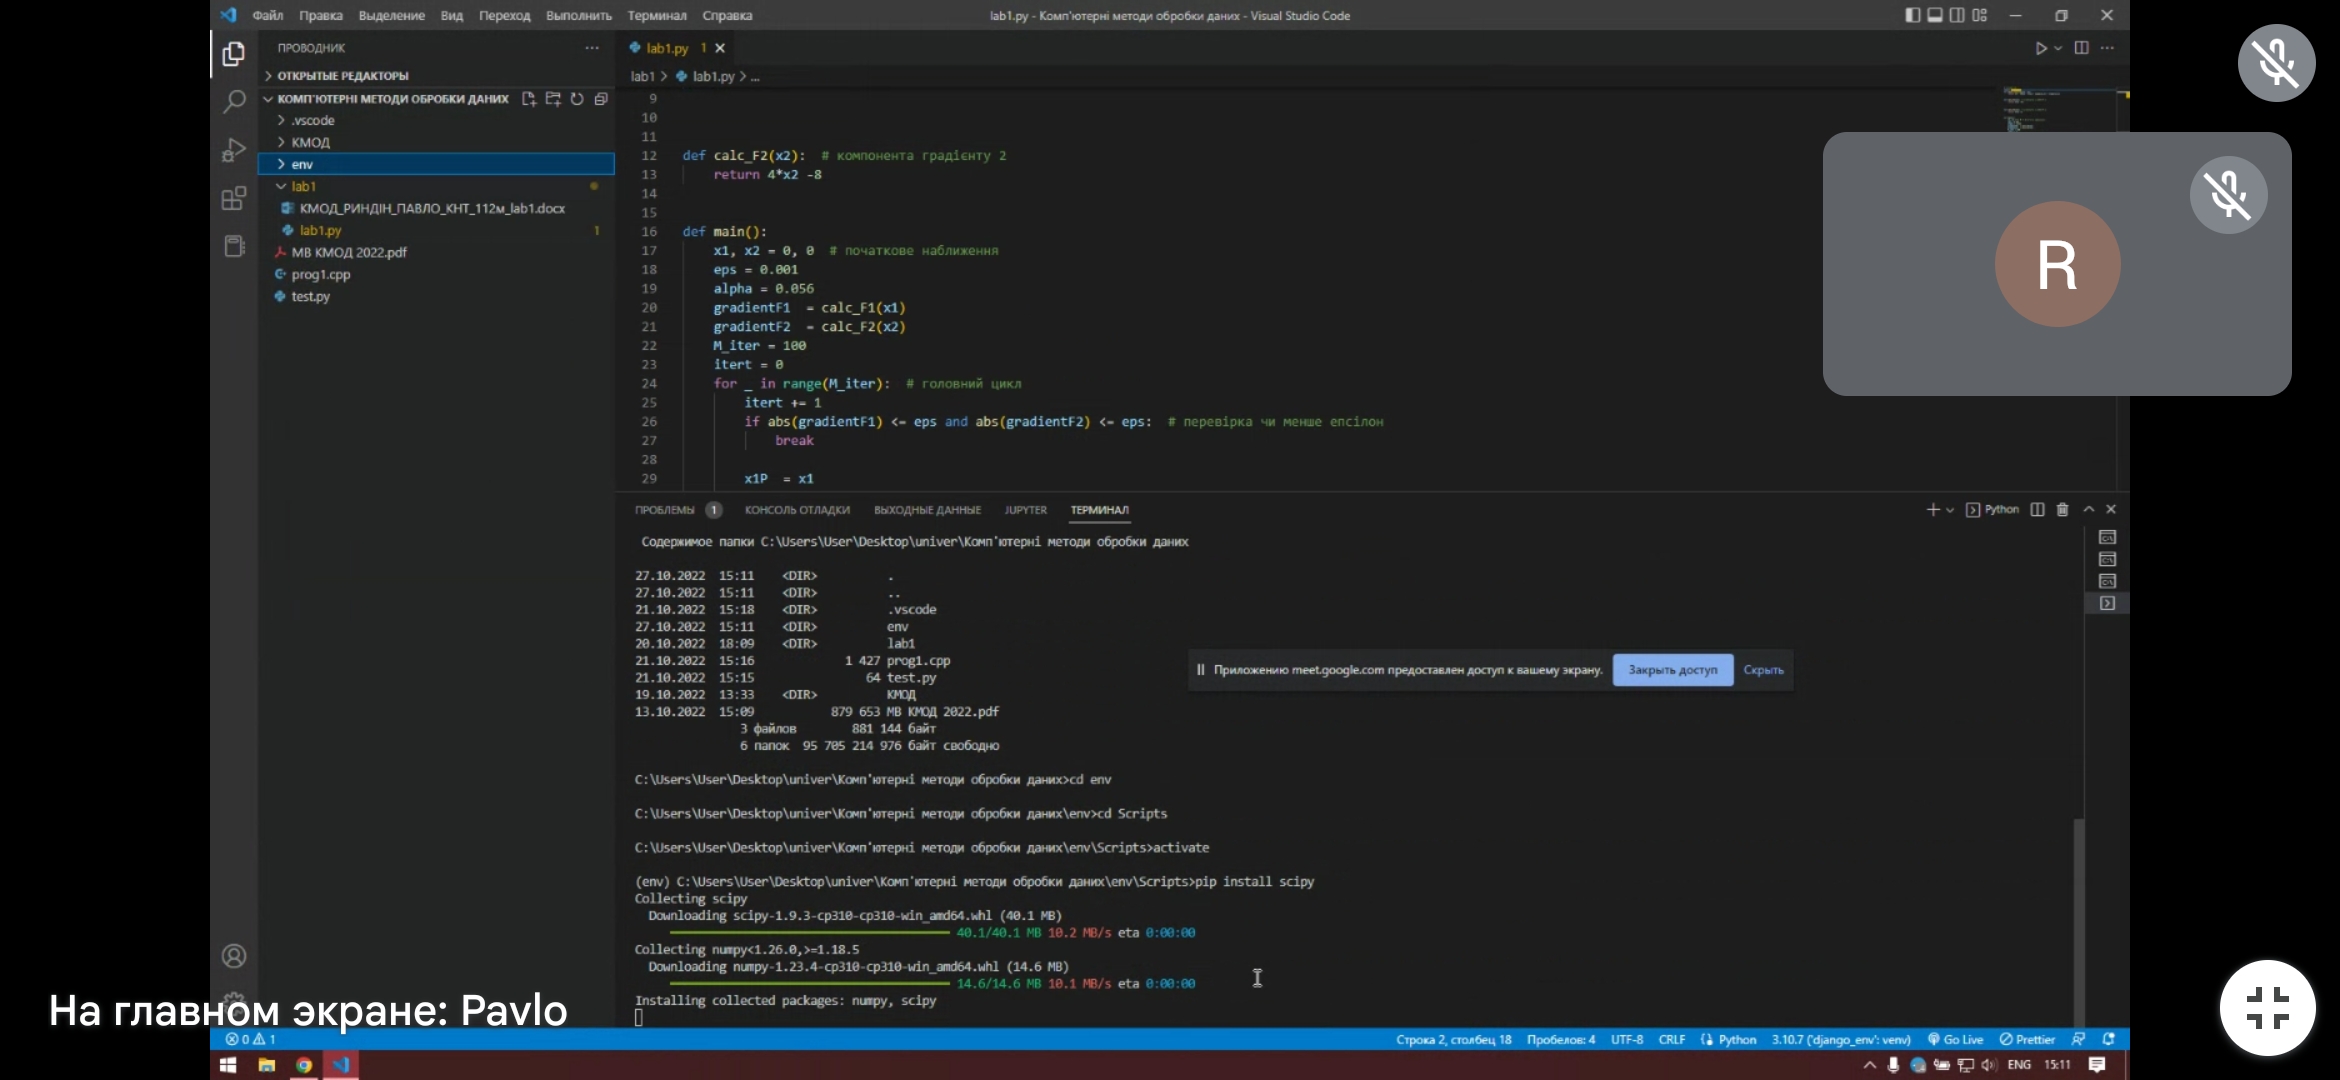 Файл Правка Выделение Вид Переход Выполнить Терминал Справка
lab1.py - Комп'ютерні методи обробки даних - Visual Studio Code
ПРОВОДНИК
ОТКРЫТЫЕ РЕДАКТОРЫ
КОМП'ЮТЕРНІ МЕТОДИ ОБРОБКИ ДАНИХ
.vscode
КМОД
env
lab1
КМОД_РИНДІН_ПАВЛО_КНТ_112м_lab1.docx
lab1.py 1
МВ КМОД 2022.pdf
prog1.cpp
test.py
lab1.py 1
lab1 > lab1.py > ...
9
10
11
12 def calc_F2(x2): # компонента градієнту 2
13 return 4*x2 -8
14
15
16 def main():
17 x1, x2 = 0, 0 # початкове наближення
18 eps = 0.001
19 alpha = 0.056
20 gradientF1 = calc_F1(x1)
21 gradientF2 = calc_F2(x2)
22 M_iter = 100
23 itert = 0
24 for _ in range(M_iter): # головний цикл
25 itert += 1
26 if abs(gradientF1) <= eps and abs(gradientF2) <= eps: # перевірка чи менше епсілон
27 break
28
29 x1P = x1
R
ПРОБЛЕМЫ 1 КОНСОЛЬ ОТЛАДКИ ВЫХОДНЫЕ ДАННЫЕ JUPYTER ТЕРМИНАЛ
Python
Содержимое папки C:\Users\User\Desktop\univer\Комп'ютерні методи обробки даних
27.10.2022 15:11 <DIR> .
27.10.2022 15:11 <DIR> ..
21.10.2022 15:18 <DIR> .vscode
27.10.2022 15:11 <DIR> env
20.10.2022 18:09 <DIR> lab1
21.10.2022 15:16 1 427 prog1.cpp
21.10.2022 15:15 64 test.py
19.10.2022 13:33 <DIR> КМОД
13.10.2022 15:09 879 653 МВ КМОД 2022.pdf
3 файлов 881 144 байт
6 папок 95 705 214 976 байт свободно
Приложению meet.google.com предоставлен доступ к вашему экрану. Закрыть доступ Скрыть
C:\Users\User\Desktop\univer\Комп'ютерні методи обробки даних>cd env
C:\Users\User\Desktop\univer\Комп'ютерні методи обробки даних\env>cd Scripts
C:\Users\User\Desktop\univer\Комп'ютерні методи обробки даних\env\Scripts>activate
(env) C:\Users\User\Desktop\univer\Комп'ютерні методи обробки даних\env\Scripts>pip install scipy
Collecting scipy
Downloading scipy-1.9.3-cp310-cp310-win_amd64.whl (40.1 MB)
40.1/40.1 MB 10.2 MB/s eta 0:00:00
Collecting numpy<1.26.0,>=1.18.5
Downloading numpy-1.23.4-cp310-cp310-win_amd64.whl (14.6 MB)
14.6/14.6 MB 10.1 MB/s eta 0:00:00
Installing collected packages: numpy, scipy
На главном экране: Pavlo
0 1
Строка 2, столбец 18 Пробелов: 4 UTF-8 CRLF Python 3.10.7 ('django_env': venv) Go Live Prettier
ENG 15:11